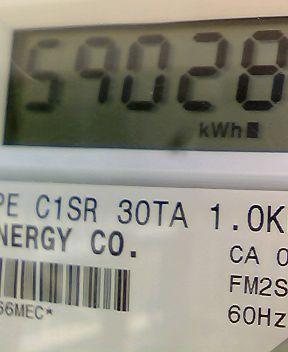 59028
kWh
PE C1SR 30TA 1.0K
NERGY CO.
CA 0
FM2S
66MEC*
60Hz